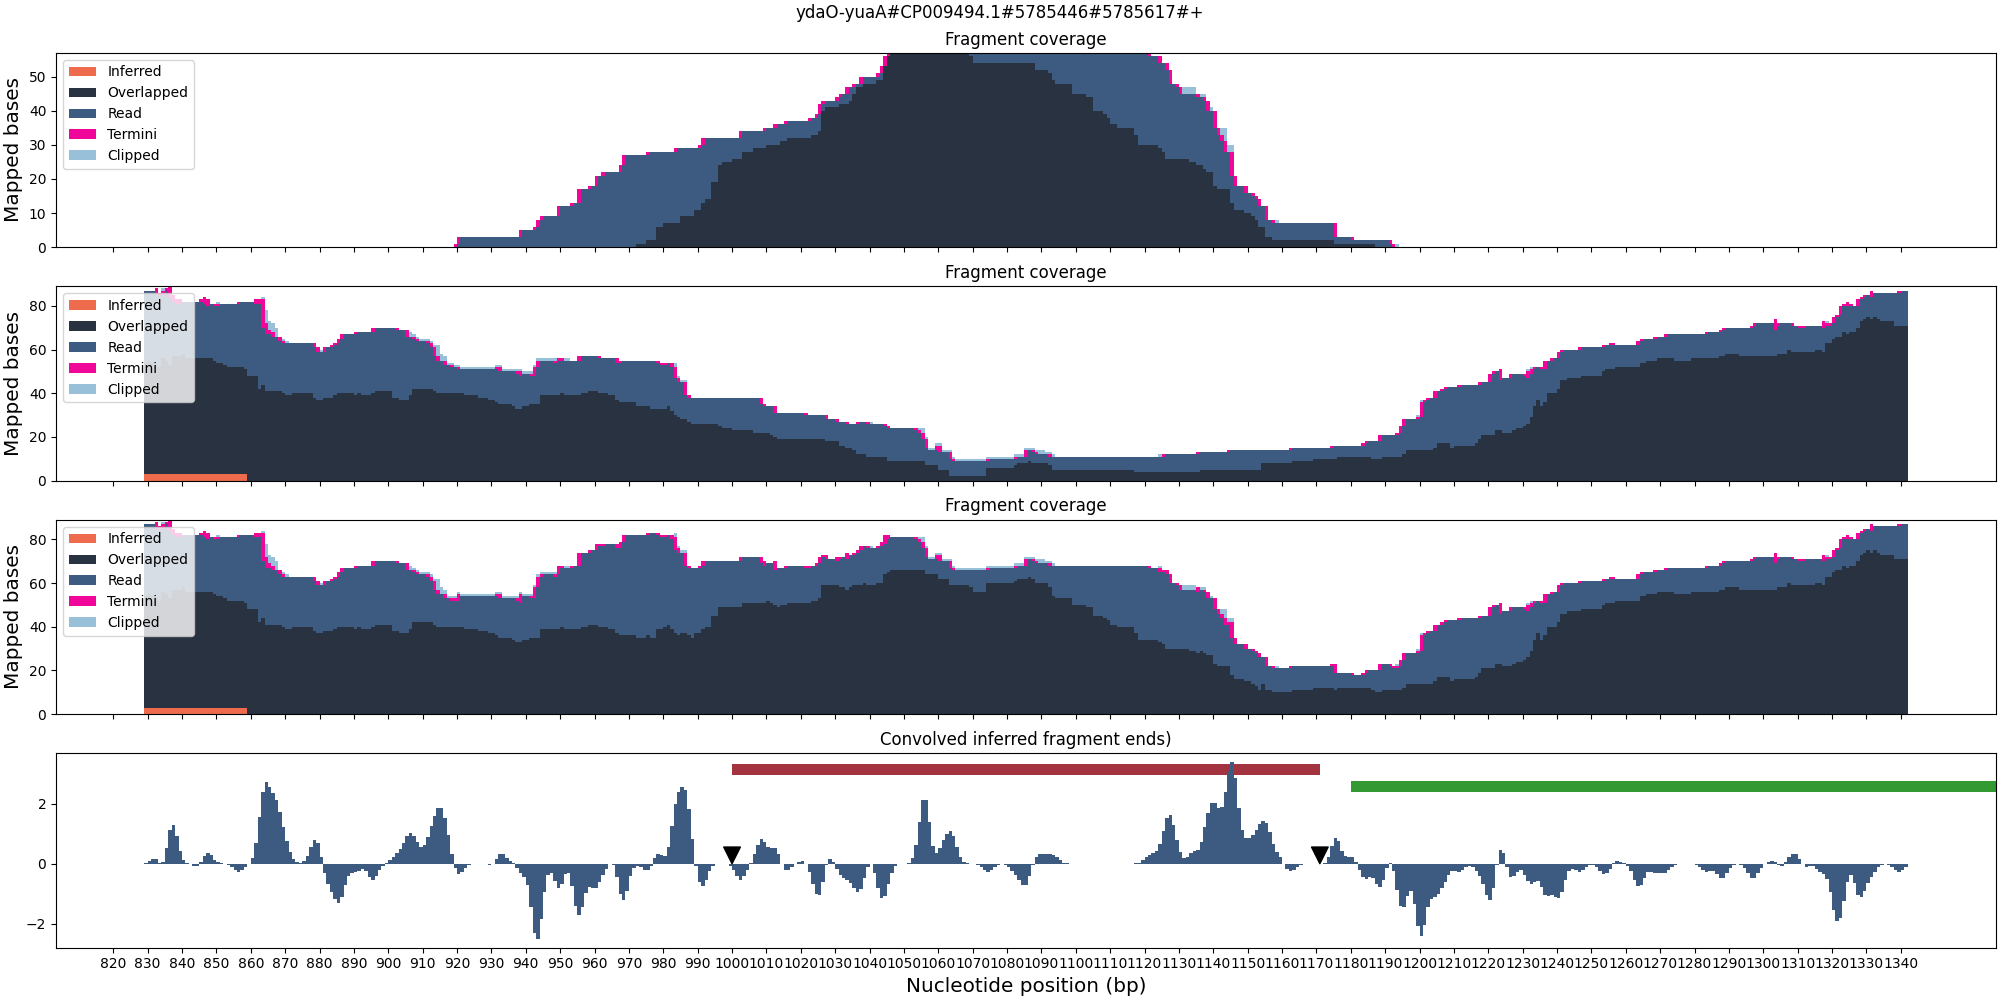 ydaO-yuaA#CP009494.1#5785446#5785617#+
Fragment coverage
Mapped bases
50
40
30
20
10
0
Inferred
Overlapped
Read
Termini
Clipped
Fragment coverage
Mapped bases
80
60
40
20
0
Inferred
Overlapped
Read
Termini
Clipped
Fragment coverage
Mapped bases
80
60
40
20
0
Inferred
Overlapped
Read
Termini
Clipped
Convolved inferred fragment ends)
2
0
−2
820 830 840 850 860 870 880 890 900 910 920 930 940 950 960 970 980 990 1000 1010 1020 1030 1040 1050 1060 1070 1080 1090 1100 1110 1120 1130 1140 1150 1160 1170 1180 1190 1200 1210 1220 1230 1240 1250 1260 1270 1280 1290 1300 1310 1320 1330 1340
Nucleotide position (bp)